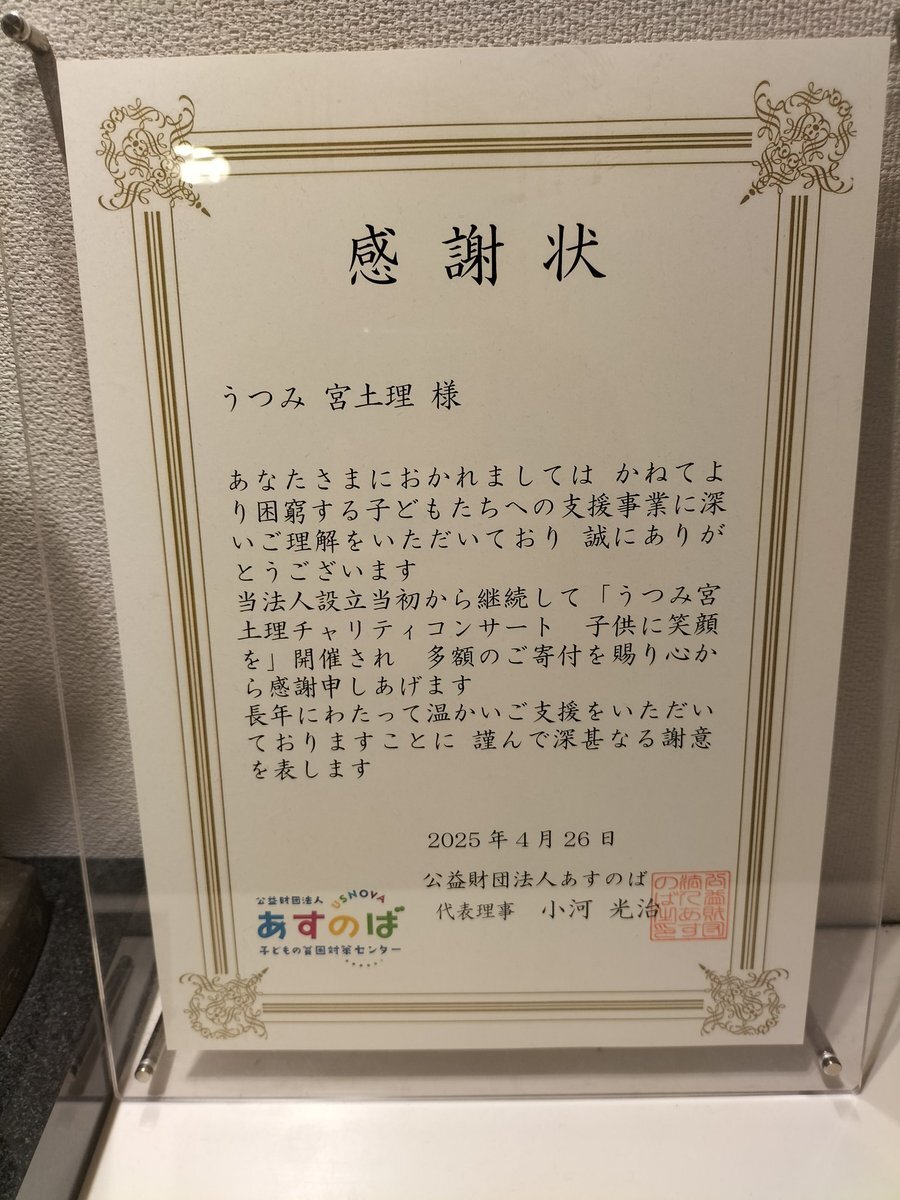 感謝状
うつみ 宮土理 様
あなたさまにおかれましては かねてよ
り困窮する子どもたちへの支援事業に深
いご理解をいただいており 誠にありが
とうございます
当法人設立当初から継続して「うつみ宮
土理チャリティコンサート 子供に笑顔
を」開催され 多額のご寄付を賜り心か
ら感謝申しあげます
長年にわたって温かいご支援をいただい
ておりますことに 謹んで深甚なる謝意
を表します
2025年4月26日
公益財団法人あすのば
代表理事 小河 光治
公益財団法人
USNOVA
あすのば
子どもの貧困対策センター